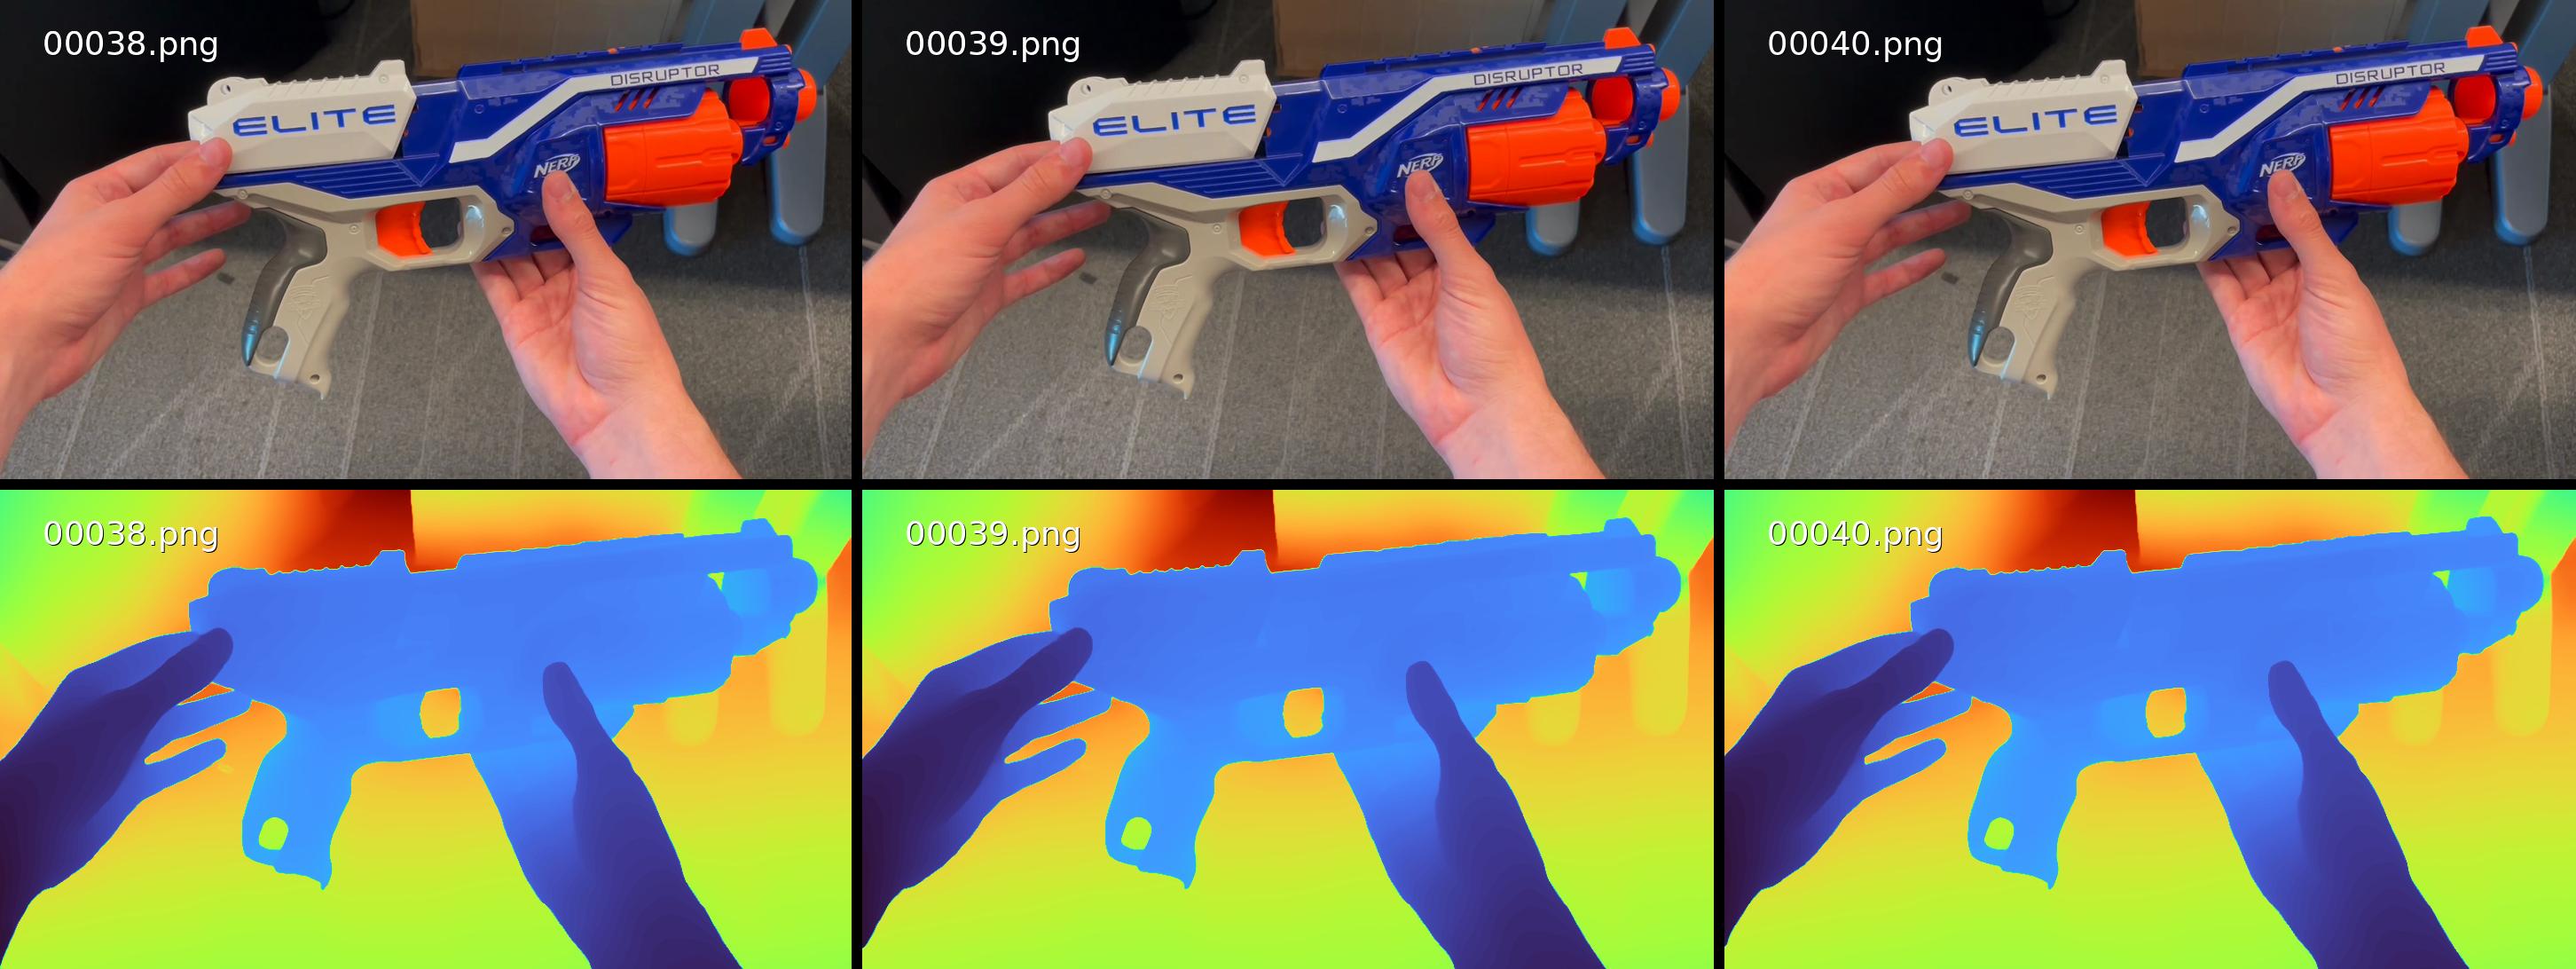 00038.png
00039.png
00040.png
DISRUPTOR
DISRUPTOR
DISRUPTOR
ELITE
ELITE
ELITE
NERF
NERF
NERF
00038.png
00039.png
00040.png